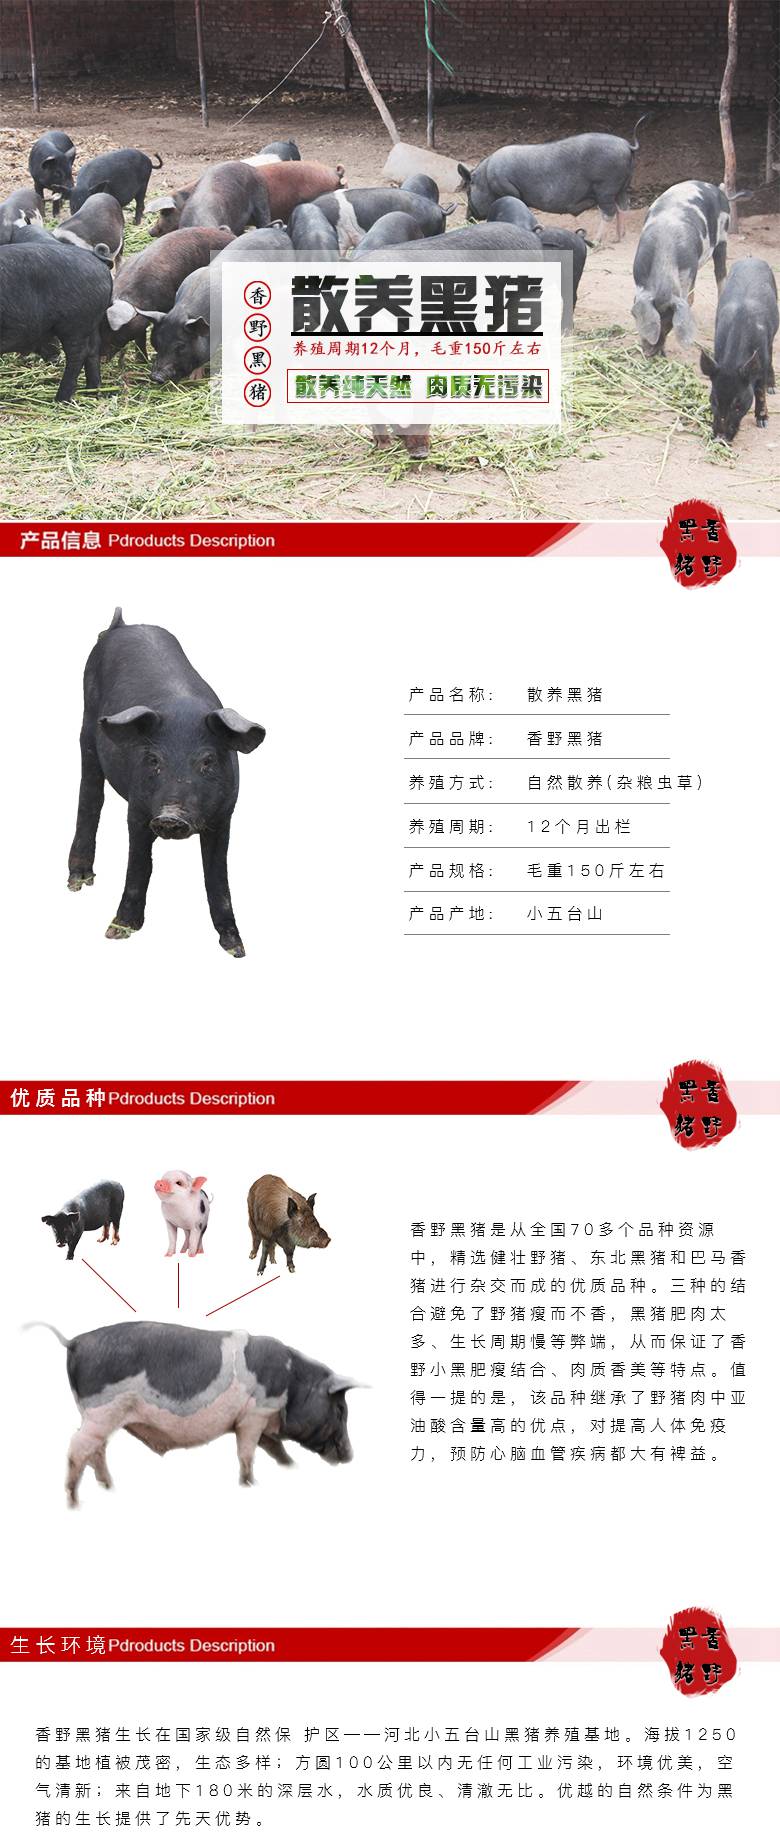 香野黑猪
散养黑猪
养殖周期12个月，毛重150斤左右
散养纯天然 肉质无污染
产品信息 Pdroducts Description
香野黑猪
产品名称: 散养黑猪
产品品牌: 香野黑猪
养殖方式: 自然散养(杂粮虫草)
养殖周期: 12个月出栏
产品规格: 毛重150斤左右
产品产地: 小五台山
优质品种Pdroducts Description
香野黑猪
香野黑猪是从全国70多个品种资源
中，精选健壮野猪、东北黑猪和巴马香
猪进行杂交而成的优质品种。三种的结
合避免了野猪瘦而不香，黑猪肥肉太
多、生长周期慢等弊端，从而保证了香
野小黑肥瘦结合、肉质香美等特点。值
得一提的是，该品种继承了野猪肉中亚
油酸含量高的优点，对提高人体免疫
力，预防心脑血管疾病都大有裨益。
生长环境Pdroducts Description
香野黑猪
香野黑猪生长在国家级自然保 护区——河北小五台山黑猪养殖基地。海拔1250
的基地植被茂密，生态多样；方圆100公里以内无任何工业污染，环境优美，空
气清新；来自地下180米的深层水，水质优良、清澈无比。优越的自然条件为黑
猪的生长提供了先天优势。